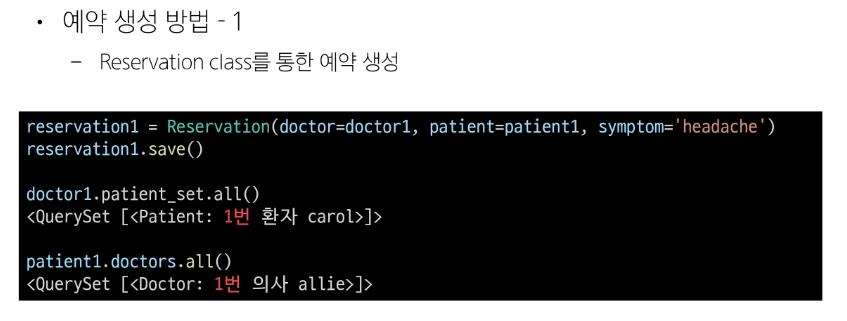 • 예약 생성 방법 - 1
– Reservation class를 통한 예약 생성
reservation1 = Reservation(doctor=doctor1, patient=patient1, symptom='headache')
reservation1.save()
doctor1.patient_set.all()
<QuerySet [<Patient: 1번 환자 carol>]>
patient1.doctors.all()
<QuerySet [<Doctor: 1번 의사 allie>]>